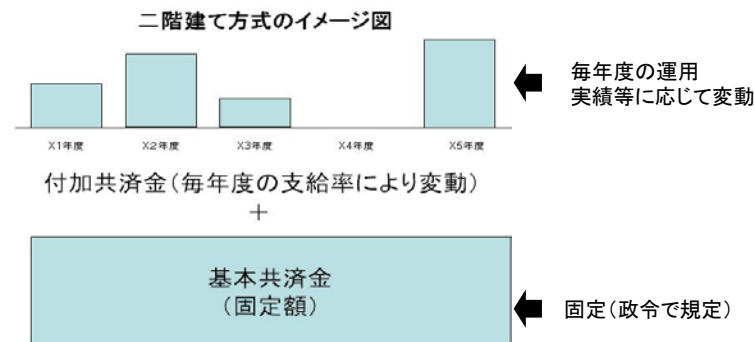 二階建て方式のイメージ図
毎年度の運用
実績等に応じて変動
X1年度
X2年度
X3年度
X4年度
X5年度
付加共済金(毎年度の支給率により変動)
+
基本共済金
(固定額)
固定(政令で規定)